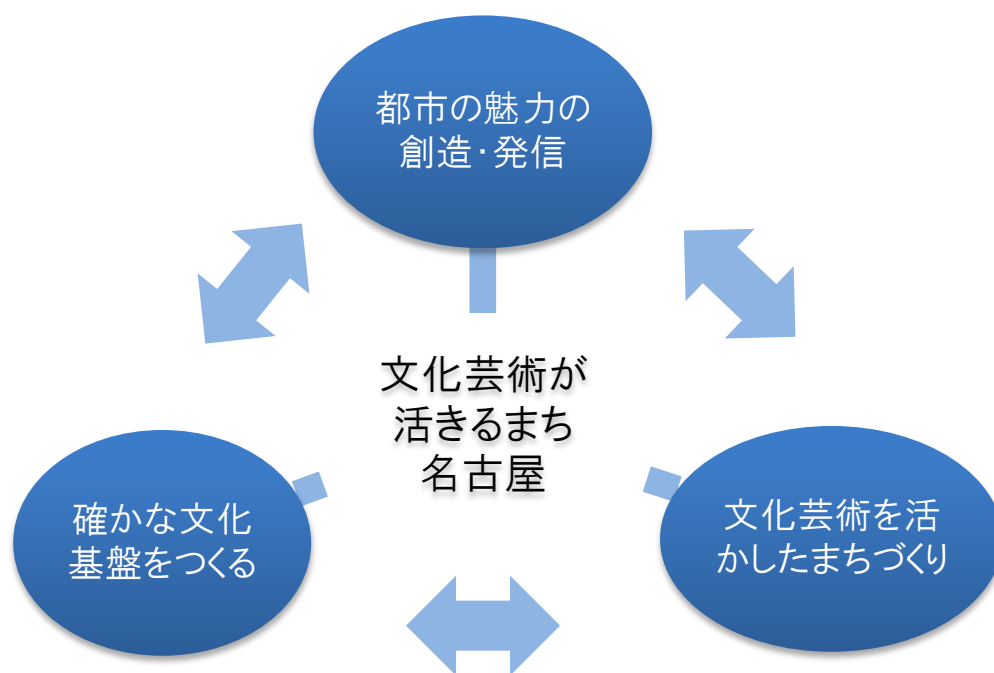 都市の魅力の
創造・発信
文化芸術が
活きるまち
名古屋
確かな文化
基盤をつくる
文化芸術を活
かしたまちづくり